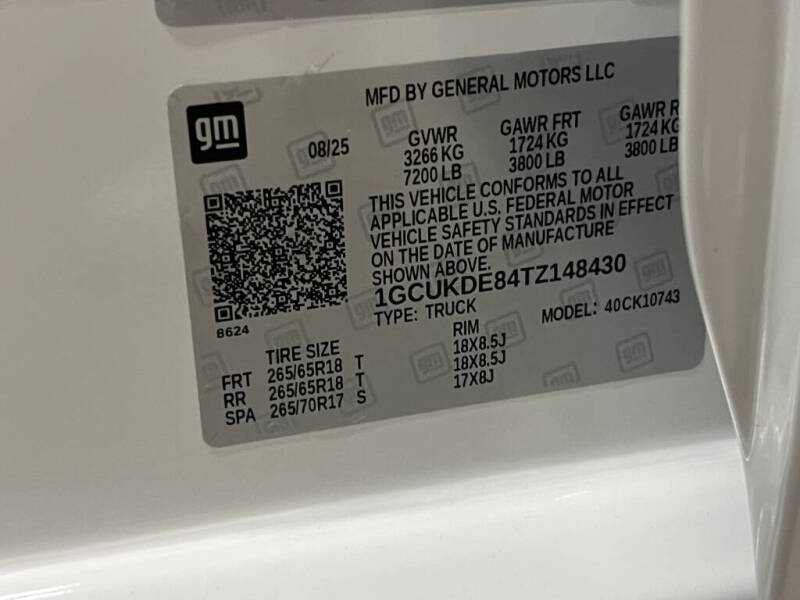 MFD BY GENERAL MOTORS LLC
gm
08/25
GVWR
3266 KG
7200 LB
GAWR FRT
1724 KG
3800 LB
GAWR R
1724 KG
3800 LB
THIS VEHICLE CONFORMS TO ALL
APPLICABLE U.S. FEDERAL MOTOR
VEHICLE SAFETY STANDARDS IN EFFECT
ON THE DATE OF MANUFACTURE
SHOWN ABOVE.
1GCUKDE84TZ148430
TYPE: TRUCK
MODEL: 40CK10743
B624
TIRE SIZE RIM
FRT 265/65R18 T 18X8.5J
RR 265/65R18 T 18X8.5J
SPA 265/70R17 S 17X8J